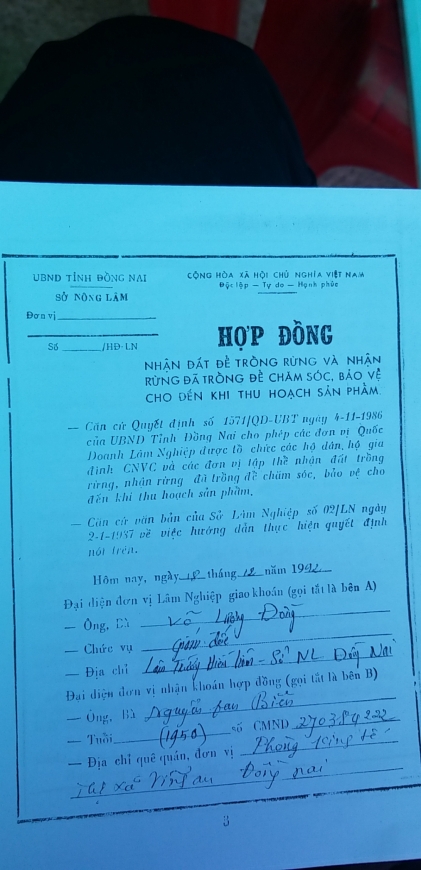 UBND TỈNH ĐỒNG NAI
SỞ NÔNG LÂM
Đơn vị
Số /HĐ-LN
CỘNG HÒA XÃ HỘI CHỦ NGHĨA VIỆT NAM
Độc lập — Tự do — Hạnh phúc
HỢP ĐỒNG
NHẬN ĐẤT ĐỂ TRỒNG RỪNG VÀ NHẬN
RỪNG ĐÃ TRỒNG ĐỂ CHĂM SÓC, BẢO VỆ
CHO ĐẾN KHI THU HOẠCH SẢN PHẨM.
— Căn cứ Quyết định số 1571/QD-UBT ngày 4-11-1986
của UBND Tỉnh Đồng Nai cho phép các đơn vị Quốc
Doanh Lâm Nghiệp được tổ chức các hộ dân, hộ gia
đình CNVC và các đơn vị tập thể nhận đất trồng
rừng, nhận rừng đã trồng để chăm sóc, bảo vệ cho
đến khi thu hoạch sản phẩm.
— Căn cứ văn bản của Sở Lâm Nghiệp số 02/LN ngày
2-1-1987 về việc hướng dẫn thực hiện quyết định
nói trên.
Hôm nay, ngày 18 tháng 12 năm 1992
Đại diện đơn vị Lâm Nghiệp giao khoán (gọi tắt là bên A)
— Ông, Bà Võ Lương Đồng
— Chức vụ Giám đốc
— Địa chỉ Lâm Trường - Sở NL Đồng Nai
Đại diện đơn vị nhận khoán hợp đồng (gọi tắt là bên B)
— Ông, Bà Nguyễn
— Tuổi (1950) số CMND 270389222
— Địa chỉ quê quán, đơn vị Phòng kinh tế
Thị xã Vĩnh an Đồng nai
3